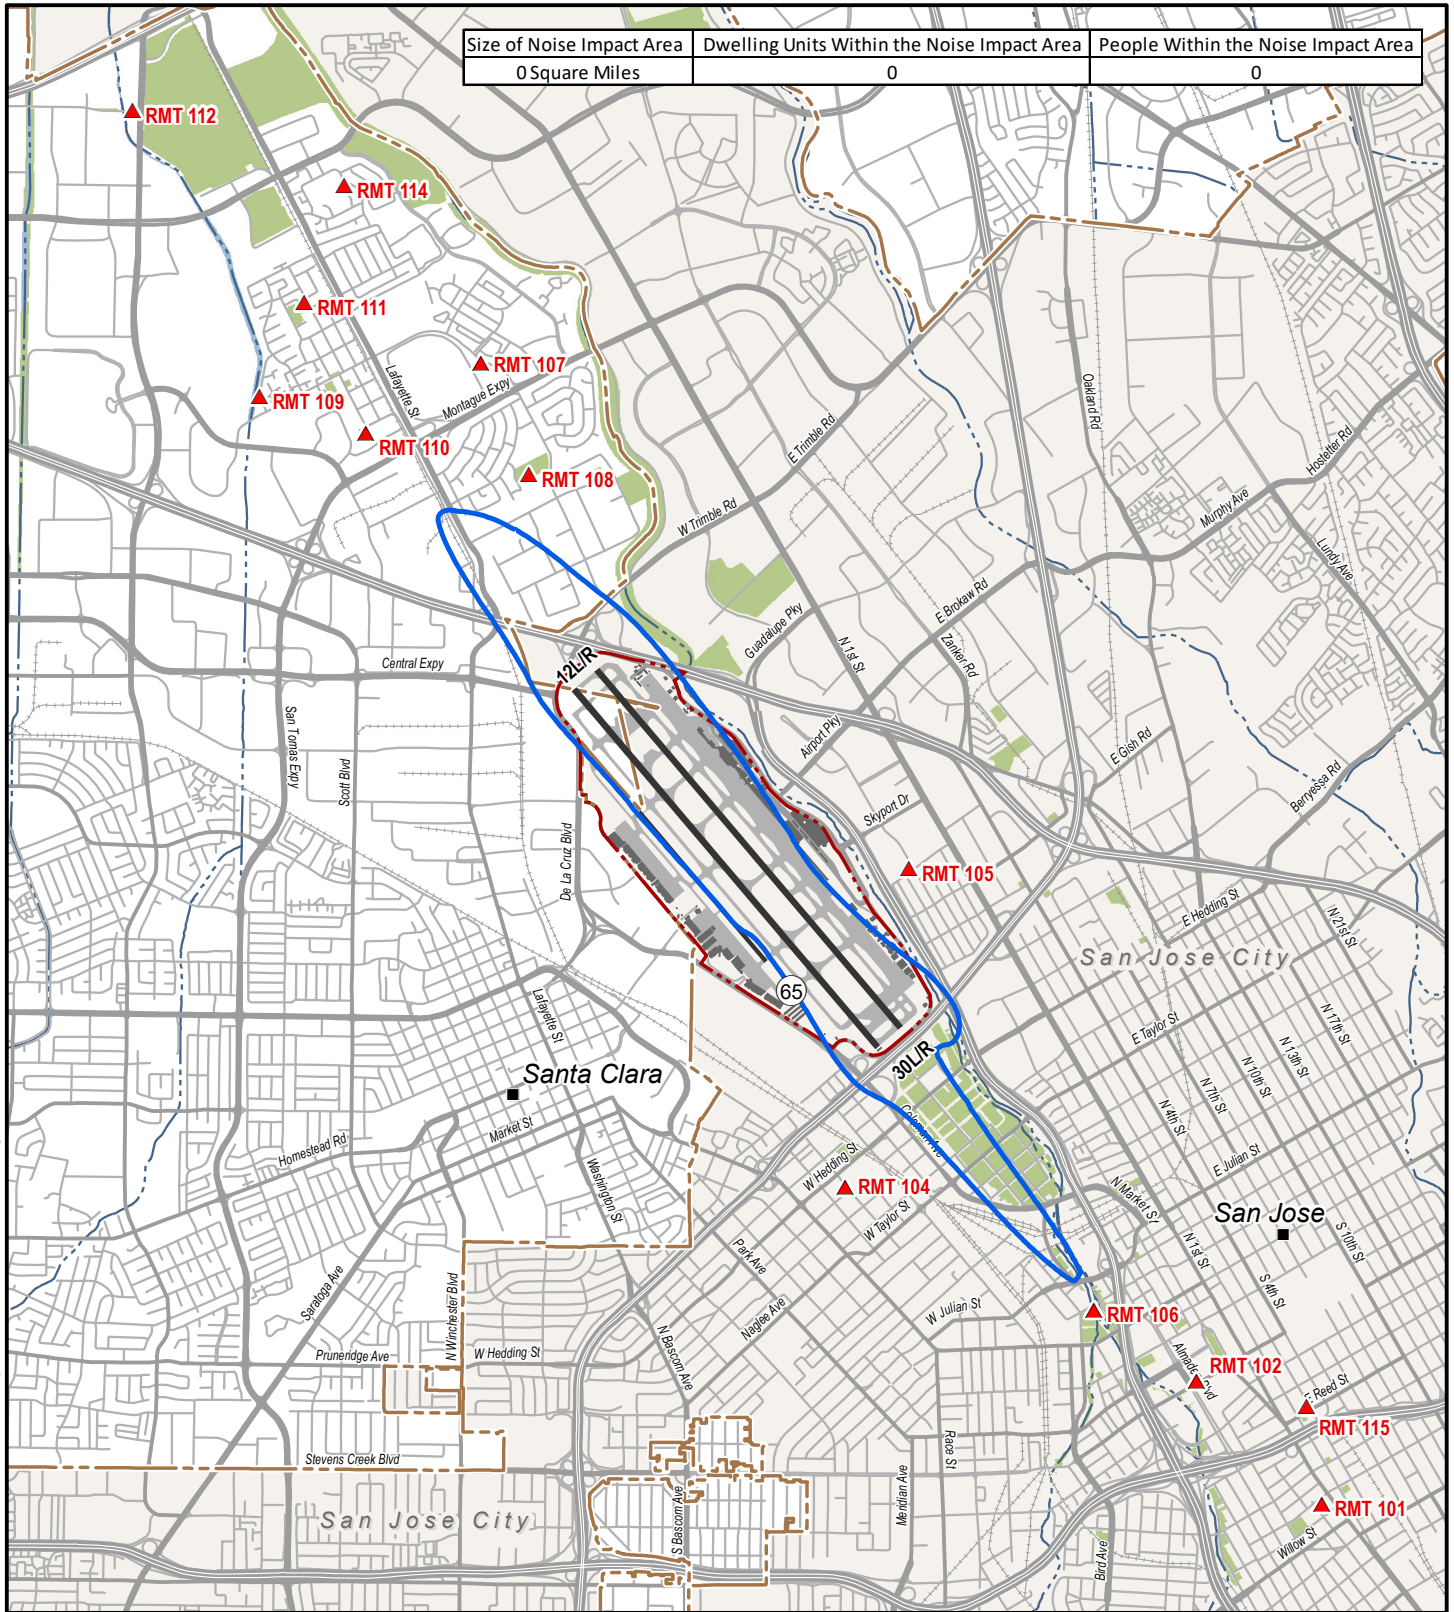 Size of Noise Impact Area Dwelling Units Within the Noise Impact Area People Within the Noise Impact Area
0 Square Miles 0 0
RMT 112
RMT 114
RMT 111
RMT 107
Lafayette St
Montague Expy
RMT 109
RMT 110
RMT 108
Oakland Rd
E Trimble Rd
Hostetter Rd
W Trimble Rd
Murphy Ave
Lundy Ave
E Brokaw Rd
Guadalupe Pky
N 1st St
Zanker Rd
Central Expy
12L/R
San Tomas Expy
Scott Blvd
Airport Pky
E Gish Rd
Berryessa Rd
Skyport Dr
De La Cruz Blvd
RMT 105
E Hedding St
N 21st St
San Jose City
65
Lafayette St
N 17th St
E Taylor St
N 13th St
30L/R
N 10th St
Santa Clara
N 7th St
N 4th St
Market St
Coleman Ave
Homestead Rd
W Hedding St
E Julian St
Washington St
RMT 104
N Market St
W Taylor St
San Jose
Park Ave
N 1st St
S 10th St
Saratoga Ave
S 4th St
N Winchester Blvd
Naglee Ave
W Julian St
RMT 106
Pruneridge Ave
W Hedding St
N Bascom Ave
Almaden Blvd
RMT 102
E Reed St
RMT 115
Stevens Creek Blvd
Race St
Meridian Ave
S Bascom Ave
San Jose City
RMT 101
Willow St
Bird Ave